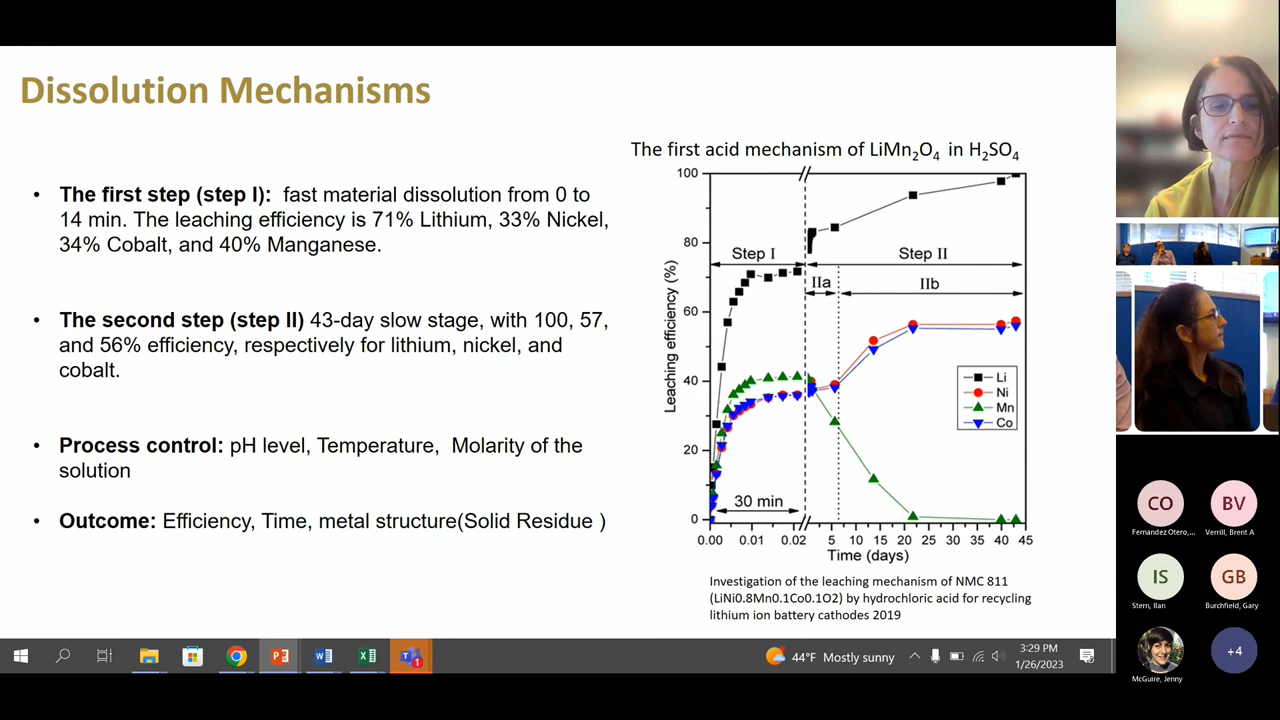 Dissolution Mechanisms
• The first step (step I): fast material dissolution from 0 to
14 min. The leaching efficiency is 71% Lithium, 33% Nickel,
34% Cobalt, and 40% Manganese.
• The second step (step II) 43-day slow stage, with 100, 57,
and 56% efficiency, respectively for lithium, nickel, and
cobalt.
• Process control: pH level, Temperature, Molarity of the
solution
• Outcome: Efficiency, Time, metal structure(Solid Residue )
The first acid mechanism of LiMn₂O₄ in H₂SO₄
100
80
60
40
20
0
Leaching efficiency (%)
Step I
Step II
IIa
IIb
Li
Ni
Mn
Co
30 min
0.00 0.01 0.02 5 10 15 20 25 30 35 40 45
Time (days)
Investigation of the leaching mechanism of NMC 811
(LiNi0.8Mn0.1Co0.1O2) by hydrochloric acid for recycling
lithium ion battery cathodes 2019
CO
Fernandez Otero,...
BV
Verrill, Brent A
IS
Stern, Ilan
GB
Burchfield, Gary
McGuire, Jenny
+4
1
44°F Mostly sunny
3:29 PM
1/26/2023